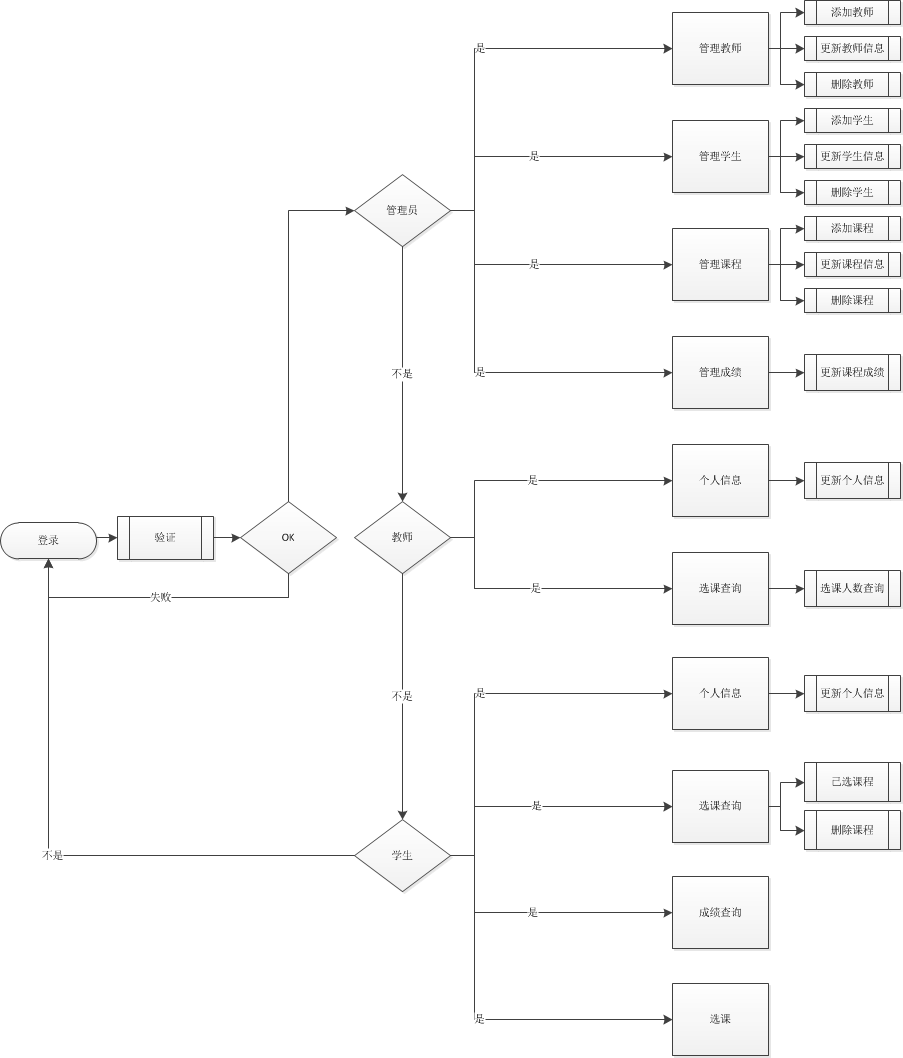 添加教师
是
管理教师
更新教师信息
删除教师
添加学生
是
管理学生
更新学生信息
删除学生
管理员
添加课程
是
管理课程
更新课程信息
删除课程
不是
是
管理成绩
更新课程成绩
是
个人信息
更新个人信息
登录
验证
OK
教师
失败
是
选课查询
选课人数查询
不是
是
个人信息
更新个人信息
已选课程
是
选课查询
删除课程
不是
学生
是
成绩查询
是
选课